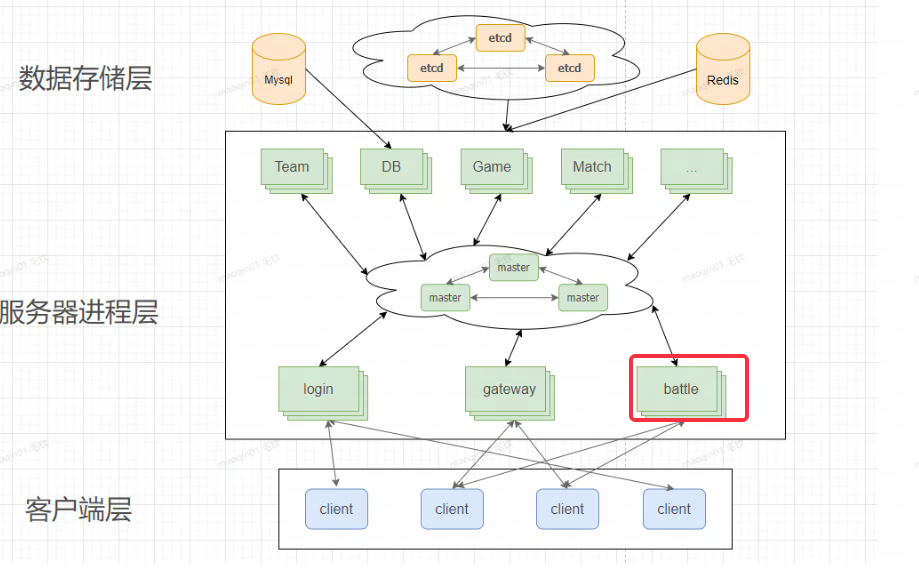 数据存储层
Mysql
etcd
etcd
etcd
Redis
Team
DB
Game
Match
...
服务器进程层
master
master
master
login
gateway
battle
客户端层
client
client
client
client